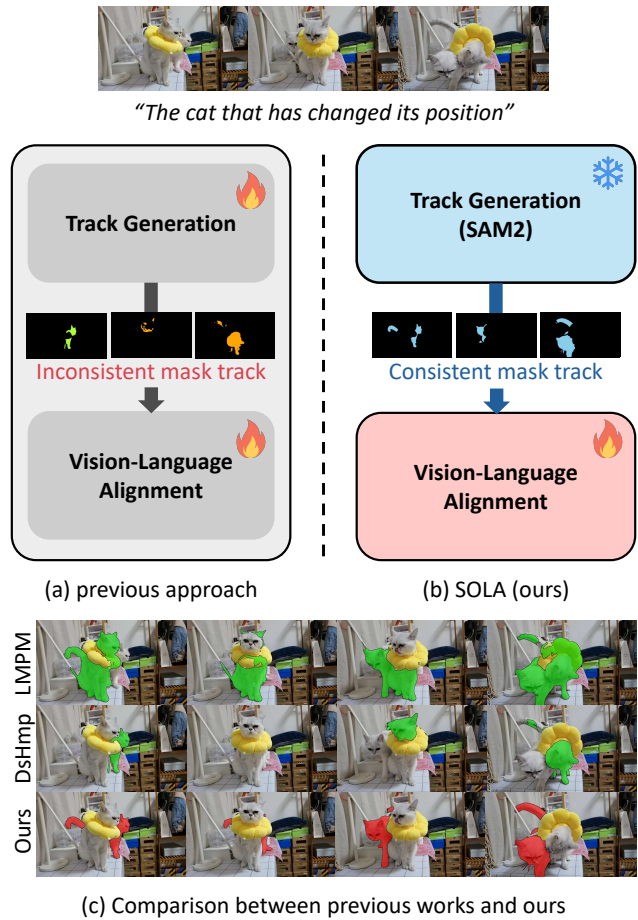 “The cat that has changed its position”
Track Generation
Inconsistent mask track
Vision-Language
Alignment
(a) previous approach
Track Generation
(SAM2)
Consistent mask track
Vision-Language
Alignment
(b) SOLA (ours)
LMPM
DsHmp
Ours
(c) Comparison between previous works and ours